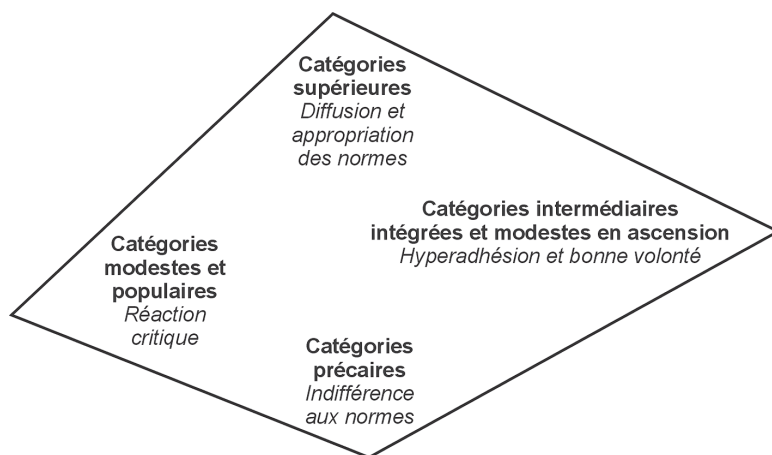 Catégories
supérieures
Diffusion et
appropriation
des normes
Catégories intermédiaires
intégrées et modestes en ascension
Hyperadhésion et bonne volonté
Catégories
modestes et
populaires
Réaction
critique
Catégories
précaires
Indifférence
aux normes